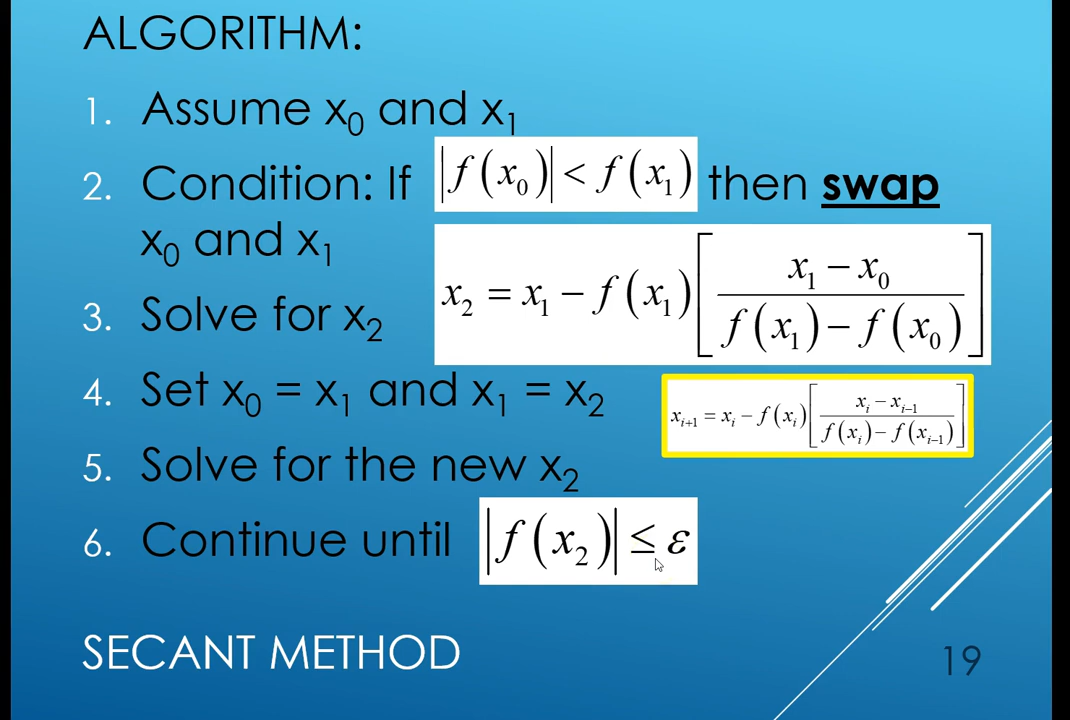 ALGORITHM:
1. Assume x₀ and x₁
2. Condition: If |f(x₀)| < f(x₁) then swap
x₀ and x₁
3. Solve for x₂ x₂ = x₁ − f(x₁)[(x₁ − x₀)/(f(x₁) − f(x₀))]
4. Set x₀ = x₁ and x₁ = x₂
xᵢ₊₁ = xᵢ − f(xᵢ)[(xᵢ − xᵢ₋₁)/(f(xᵢ) − f(xᵢ₋₁))]
5. Solve for the new x₂
6. Continue until |f(x₂)| ≤ ε
SECANT METHOD
19